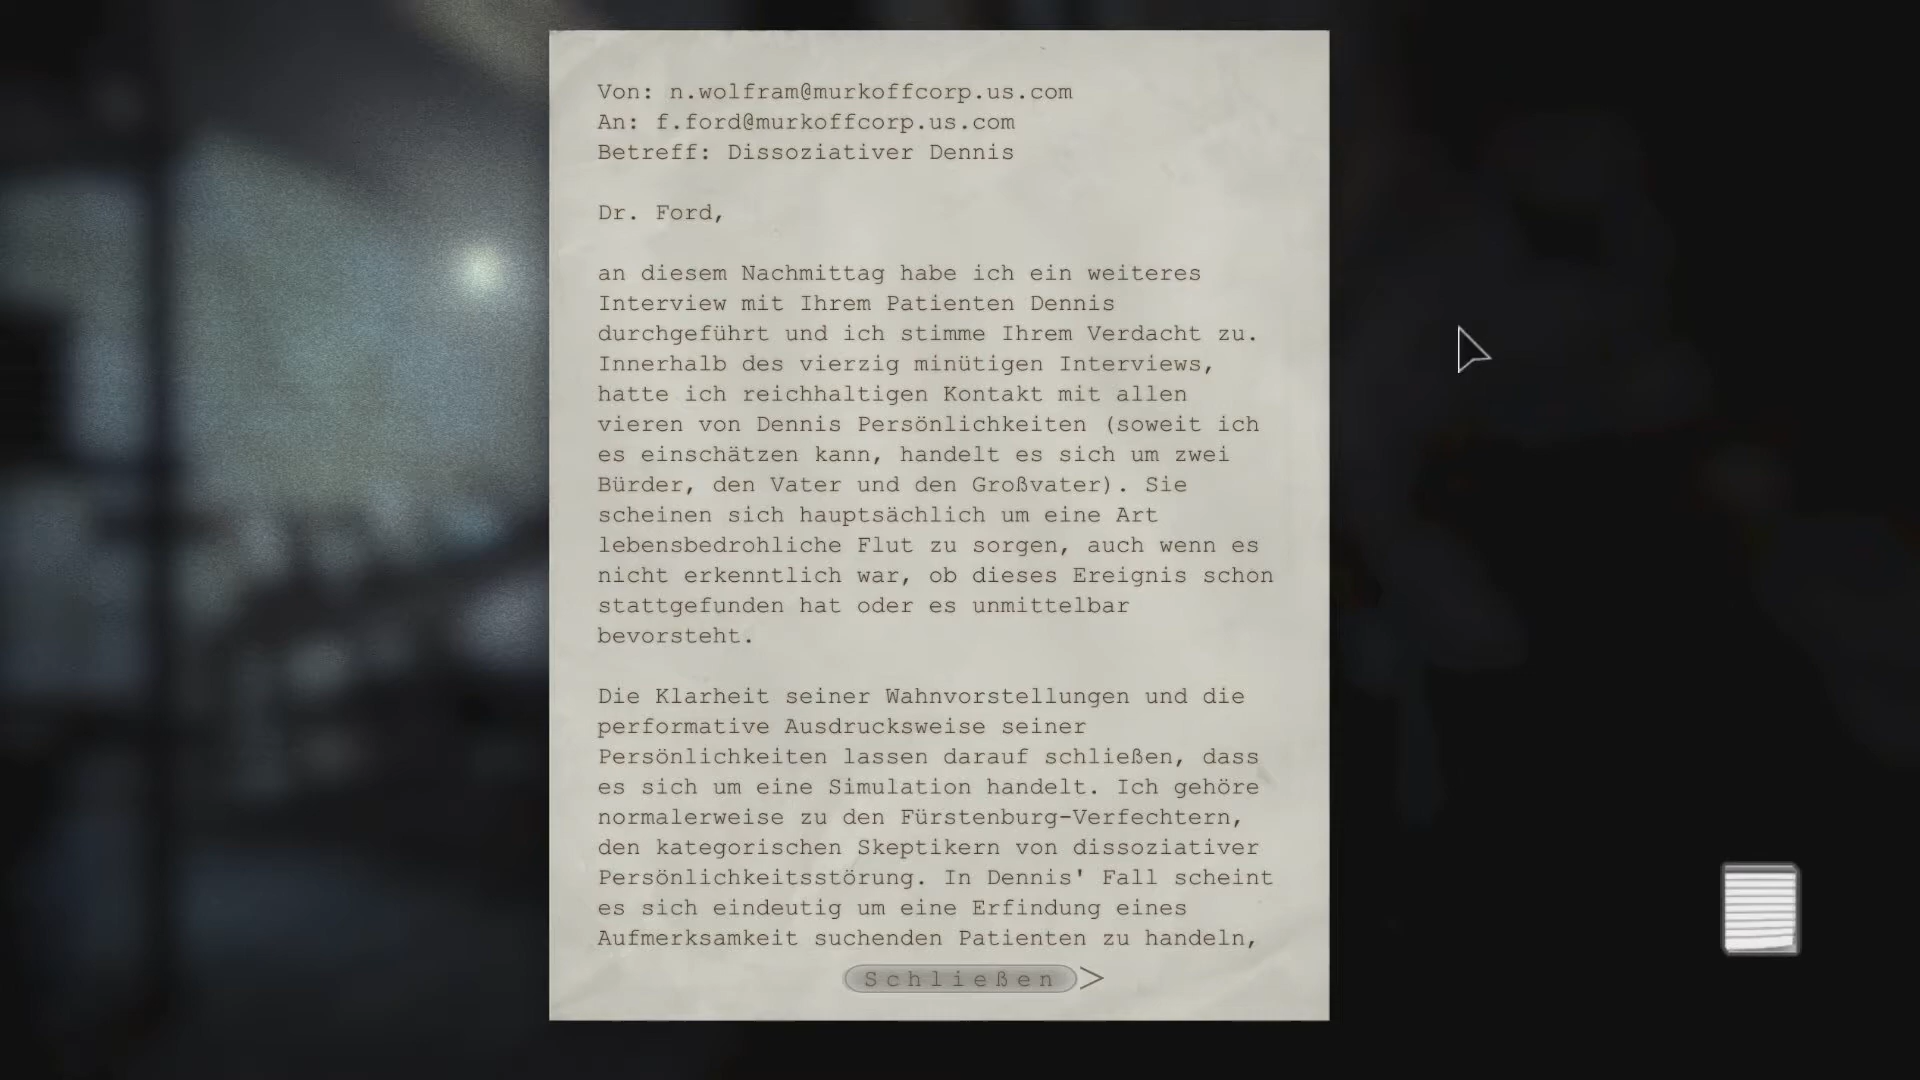 Von: n.wolfram@murkoffcorp.us.com
An: f.ford@murkoffcorp.us.com
Betreff: Dissoziativer Dennis
Dr. Ford,
an diesem Nachmittag habe ich ein weiteres
Interview mit Ihrem Patienten Dennis
durchgeführt und ich stimme Ihrem Verdacht zu.
Innerhalb des vierzig minütigen Interviews,
hatte ich reichhaltigen Kontakt mit allen
vieren von Dennis Persönlichkeiten (soweit ich
es einschätzen kann, handelt es sich um zwei
Bürder, den Vater und den Großvater). Sie
scheinen sich hauptsächlich um eine Art
lebensbedrohliche Flut zu sorgen, auch wenn es
nicht erkenntlich war, ob dieses Ereignis schon
stattgefunden hat oder es unmittelbar
bevorsteht.
Die Klarheit seiner Wahnvorstellungen und die
performative Ausdrucksweise seiner
Persönlichkeiten lassen darauf schließen, dass
es sich um eine Simulation handelt. Ich gehöre
normalerweise zu den Fürstenburg-Verfechtern,
den kategorischen Skeptikern von dissoziativer
Persönlichkeitsstörung. In Dennis' Fall scheint
es sich eindeutig um eine Erfindung eines
Aufmerksamkeit suchenden Patienten zu handeln,
Schließen >